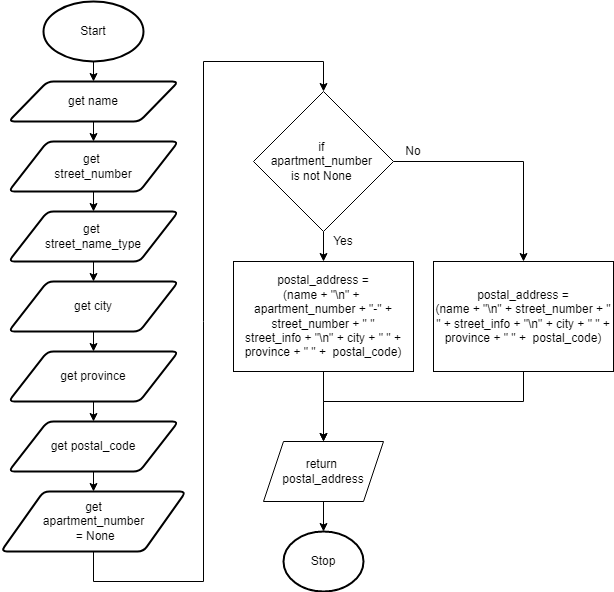 Start
get name
get
street_number
get
street_name_type
get city
get province
get postal_code
get
apartment_number
= None
if
apartment_number
is not None
No
Yes
postal_address =
(name + "\n" +
apartment_number + "-" +
street_number + " "
street_info + "\n" + city + " " +
province + " " +  postal_code)
postal_address =
(name + "\n" + street_number + "
" + street_info + "\n" + city + " " +
province + " " +  postal_code)
return
postal_address
Stop